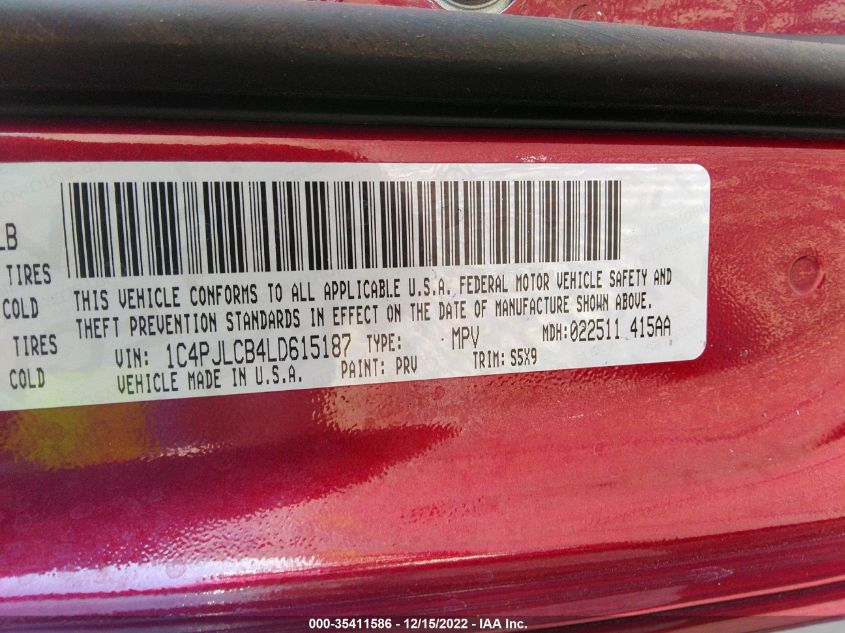 LB
TIRES
COLD
TIRES
COLD
THIS VEHICLE CONFORMS TO ALL APPLICABLE U.S.A. FEDERAL MOTOR VEHICLE SAFETY AND
THEFT PREVENTION STANDARDS IN EFFECT ON THE DATE OF MANUFACTURE SHOWN ABOVE.
VIN: 1C4PJLCB4LD615187 TYPE: MPV MDH:022511 415AA
VEHICLE MADE IN U.S.A. PAINT: PRV TRIM: S5X9
000-35411586 - 12/15/2022 - IAA Inc.